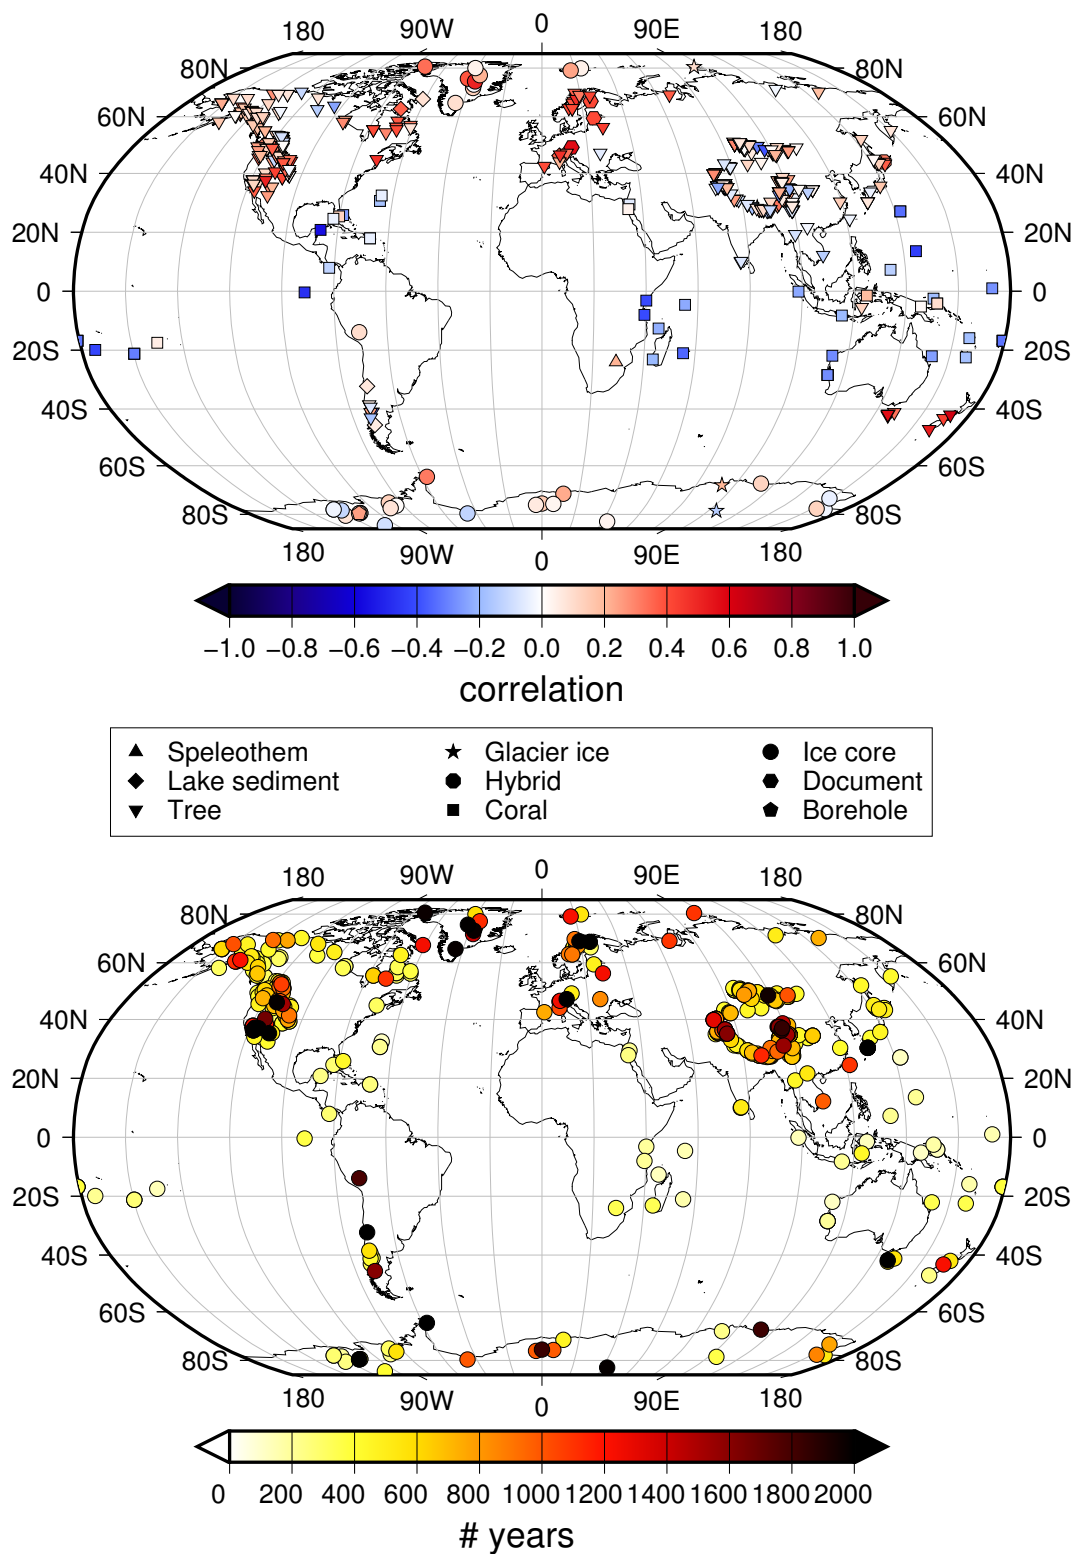 180 90W 0 90E 180
80N 80N
60N 60N
40N 40N
20N 20N
0 0
20S 20S
40S 40S
60S 60S
80S 80S
180 90W 0 90E 180
−1.0 −0.8 −0.6 −0.4 −0.2 0.0 0.2 0.4 0.6 0.8 1.0
correlation
Speleothem Glacier ice Ice core
Lake sediment Hybrid Document
Tree Coral Borehole
180 90W 0 90E 180
80N 80N
60N 60N
40N 40N
20N 20N
0 0
20S 20S
40S 40S
60S 60S
80S 80S
180 90W 0 90E 180
0 200 400 600 800 1000 1200 1400 1600 1800 2000
# years